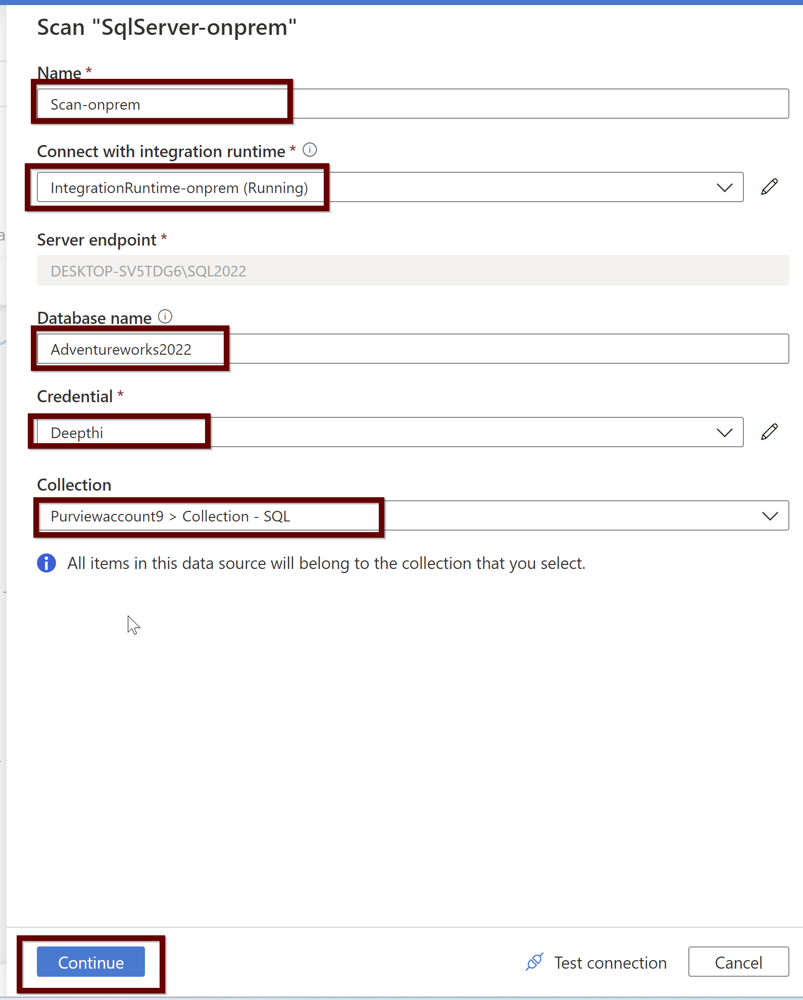 Scan "SqlServer-onprem"
Name *
Scan-onprem
Connect with integration runtime *
IntegrationRuntime-onprem (Running)
Server endpoint *
DESKTOP-SV5TDG6\SQL2022
Database name
Adventureworks2022
Credential *
Deepthi
Collection
Purviewaccount9 > Collection - SQL
All items in this data source will belong to the collection that you select.
Continue
Test connection
Cancel